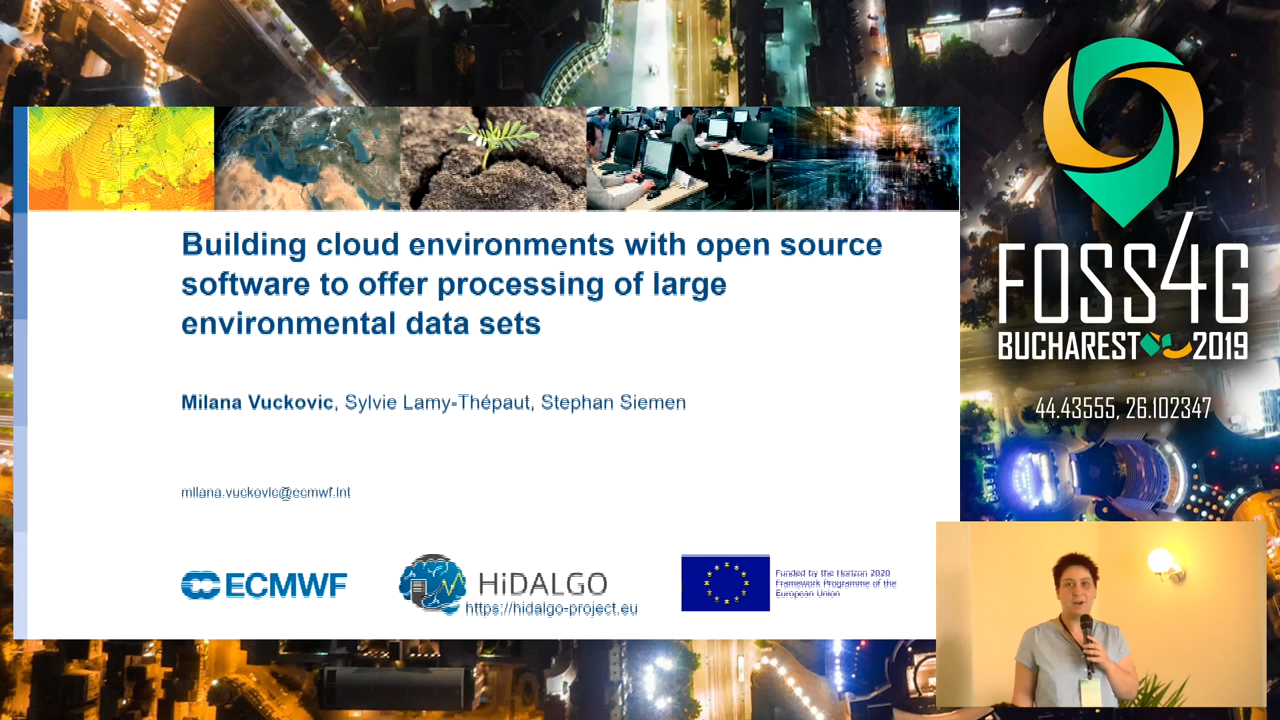 Building cloud environments with open source
software to offer processing of large
environmental data sets
Milana Vuckovic, Sylvie Lamy-Thépaut, Stephan Siemen
milana.vuckovic@ecmwf.int
ECMWF
HiDALGO
https://hidalgo-project.eu
Funded by the Horizon 2020
Framework Programme of the
European Union
FOSS4G
BUCHAREST 2019
44.43555, 26.102347